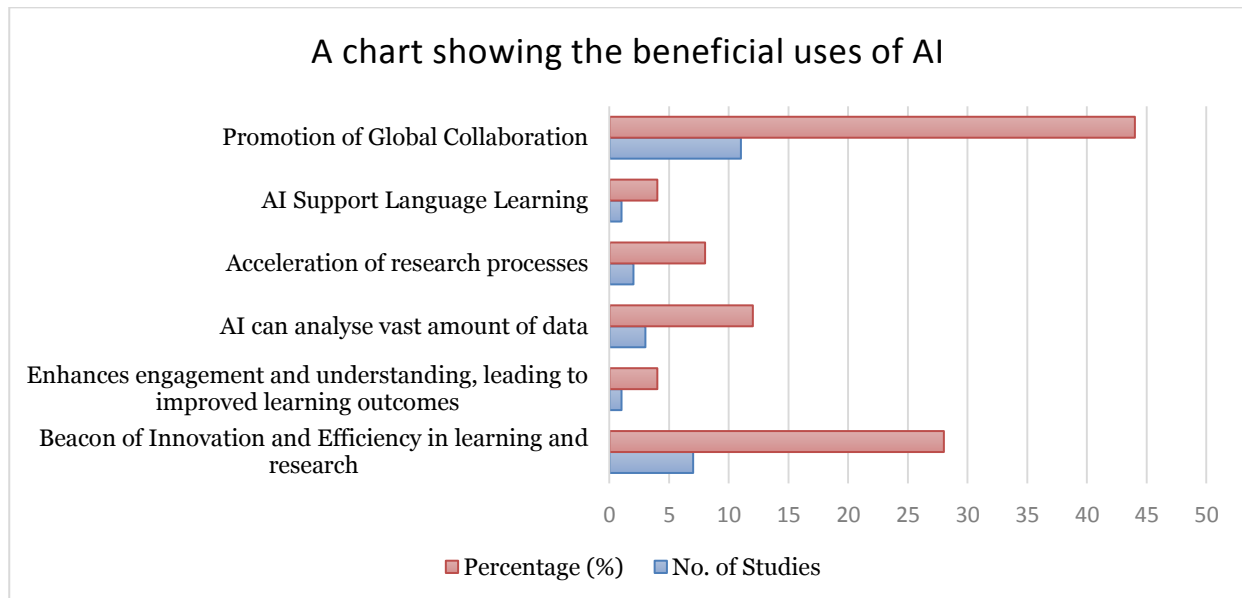 A chart showing the beneficial uses of AI
Promotion of Global Collaboration
AI Support Language Learning
Acceleration of research processes
AI can analyse vast amount of data
Enhances engagement and understanding, leading to
improved learning outcomes
Beacon of Innovation and Efficiency in learning and
research
0 5 10 15 20 25 30 35 40 45 50
Percentage (%) No. of Studies